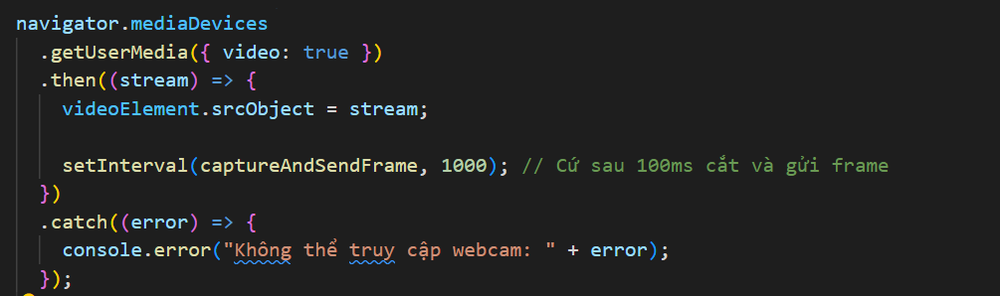 navigator.mediaDevices
.getUserMedia({ video: true })
.then((stream) => {
videoElement.srcObject = stream;
setInterval(captureAndSendFrame, 1000); // Cứ sau 100ms cắt và gửi frame
})
.catch((error) => {
console.error("Không thể truy cập webcam: " + error);
});